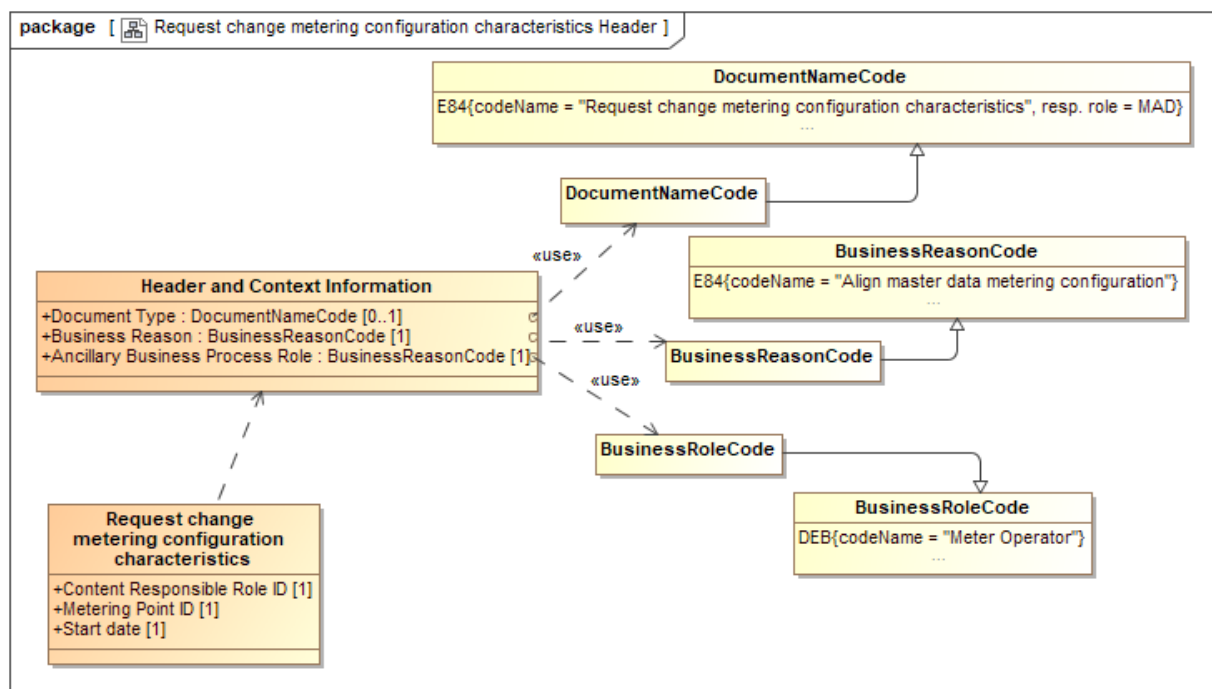 package [ Request change metering configuration characteristics Header ]
DocumentNameCode
E84{codeName = "Request change metering configuration characteristics", resp. role = MAD}
...
DocumentNameCode
«use»
BusinessReasonCode
E84{codeName = "Align master data metering configuration"}
...
Header and Context Information
+Document Type : DocumentNameCode [0..1]
+Business Reason : BusinessReasonCode [1]
+Ancillary Business Process Role : BusinessReasonCode [1]
«use»
BusinessReasonCode
«use»
BusinessRoleCode
BusinessRoleCode
DEB{codeName = "Meter Operator"}
...
Request change
metering configuration
characteristics
+Content Responsible Role ID [1]
+Metering Point ID [1]
+Start date [1]